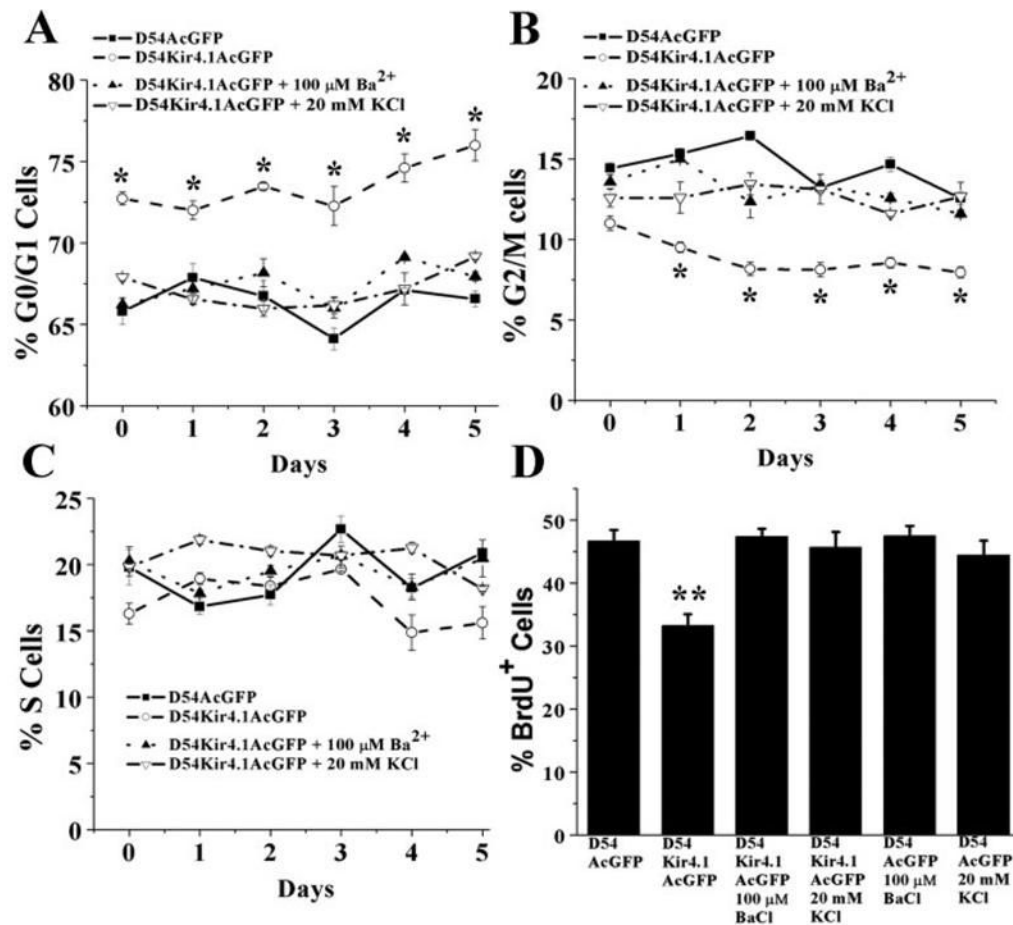 A
D54AcGFP
D54Kir4.1AcGFP
D54Kir4.1AcGFP + 100 μM Ba2+
D54Kir4.1AcGFP + 20 mM KCl
80
75
70
65
60
% G0/G1 Cells
* * * * * *
0 1 2 3 4 5
Days
B
D54AcGFP
D54Kir4.1AcGFP
D54Kir4.1AcGFP + 100 μM Ba2+
D54Kir4.1AcGFP + 20 mM KCl
20
15
10
5
0
% G2/M cells
* * * * *
0 1 2 3 4 5
Days
C
25
20
15
10
5
0
% S Cells
D54AcGFP
D54Kir4.1AcGFP
D54Kir4.1AcGFP + 100 μM Ba2+
D54Kir4.1AcGFP + 20 mM KCl
0 1 2 3 4 5
Days
D
50
40
30
20
10
0
% BrdU+ Cells
**
D54
AcGFP
D54
Kir4.1
AcGFP
D54
Kir4.1
AcGFP
100 μM
BaCl
D54
Kir4.1
AcGFP
20 mM
KCl
D54
AcGFP
100 μM
BaCl
D54
AcGFP
20 mM
KCl